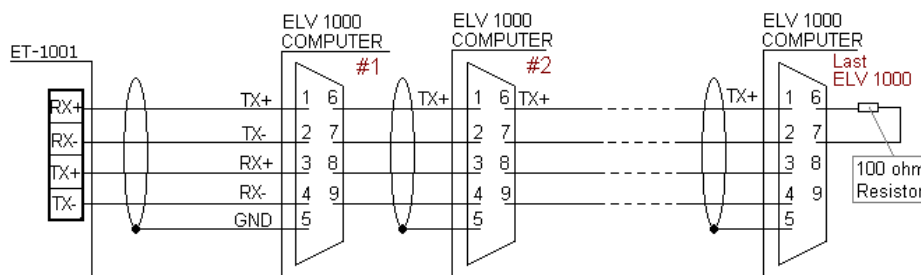 ET-1001
RX+
RX-
TX+
TX-
TX+
TX-
RX+
RX-
GND
ELV 1000
COMPUTER
#1
1 6
2 7
3 8
4 9
5
TX+
ELV 1000
COMPUTER
#2
1 6
2 7
3 8
4 9
5
TX+
TX+
ELV 1000
COMPUTER
Last
ELV 1000
1 6
2 7
3 8
4 9
5
100 ohm
Resistor